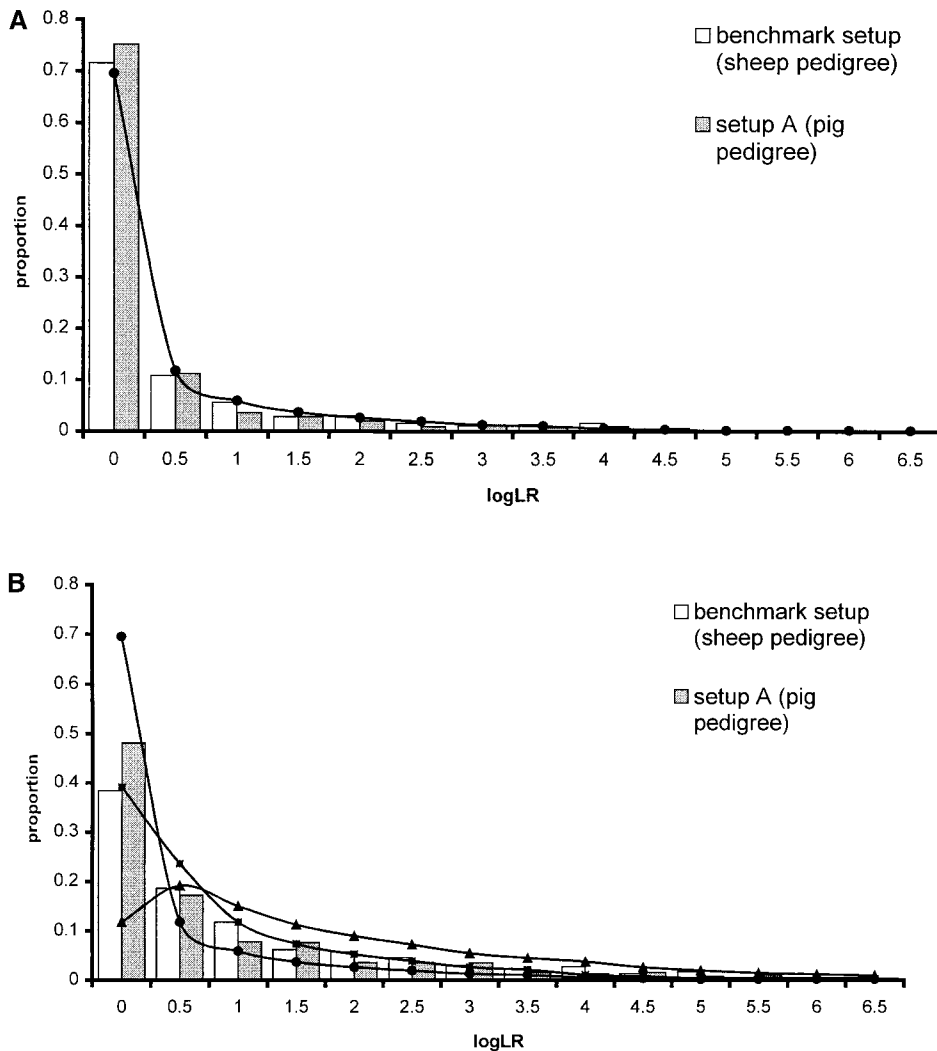 A
0.8
0.7
0.6
0.5
0.4
0.3
0.2
0.1
0
proportion
benchmark setup
(sheep pedigree)
setup A (pig
pedigree)
0 0.5 1 1.5 2 2.5 3 3.5 4 4.5 5 5.5 6 6.5
logLR
B
0.8
0.7
0.6
0.5
0.4
0.3
0.2
0.1
0
proportion
benchmark setup
(sheep pedigree)
setup A (pig
pedigree)
0 0.5 1 1.5 2 2.5 3 3.5 4 4.5 5 5.5 6 6.5
logLR